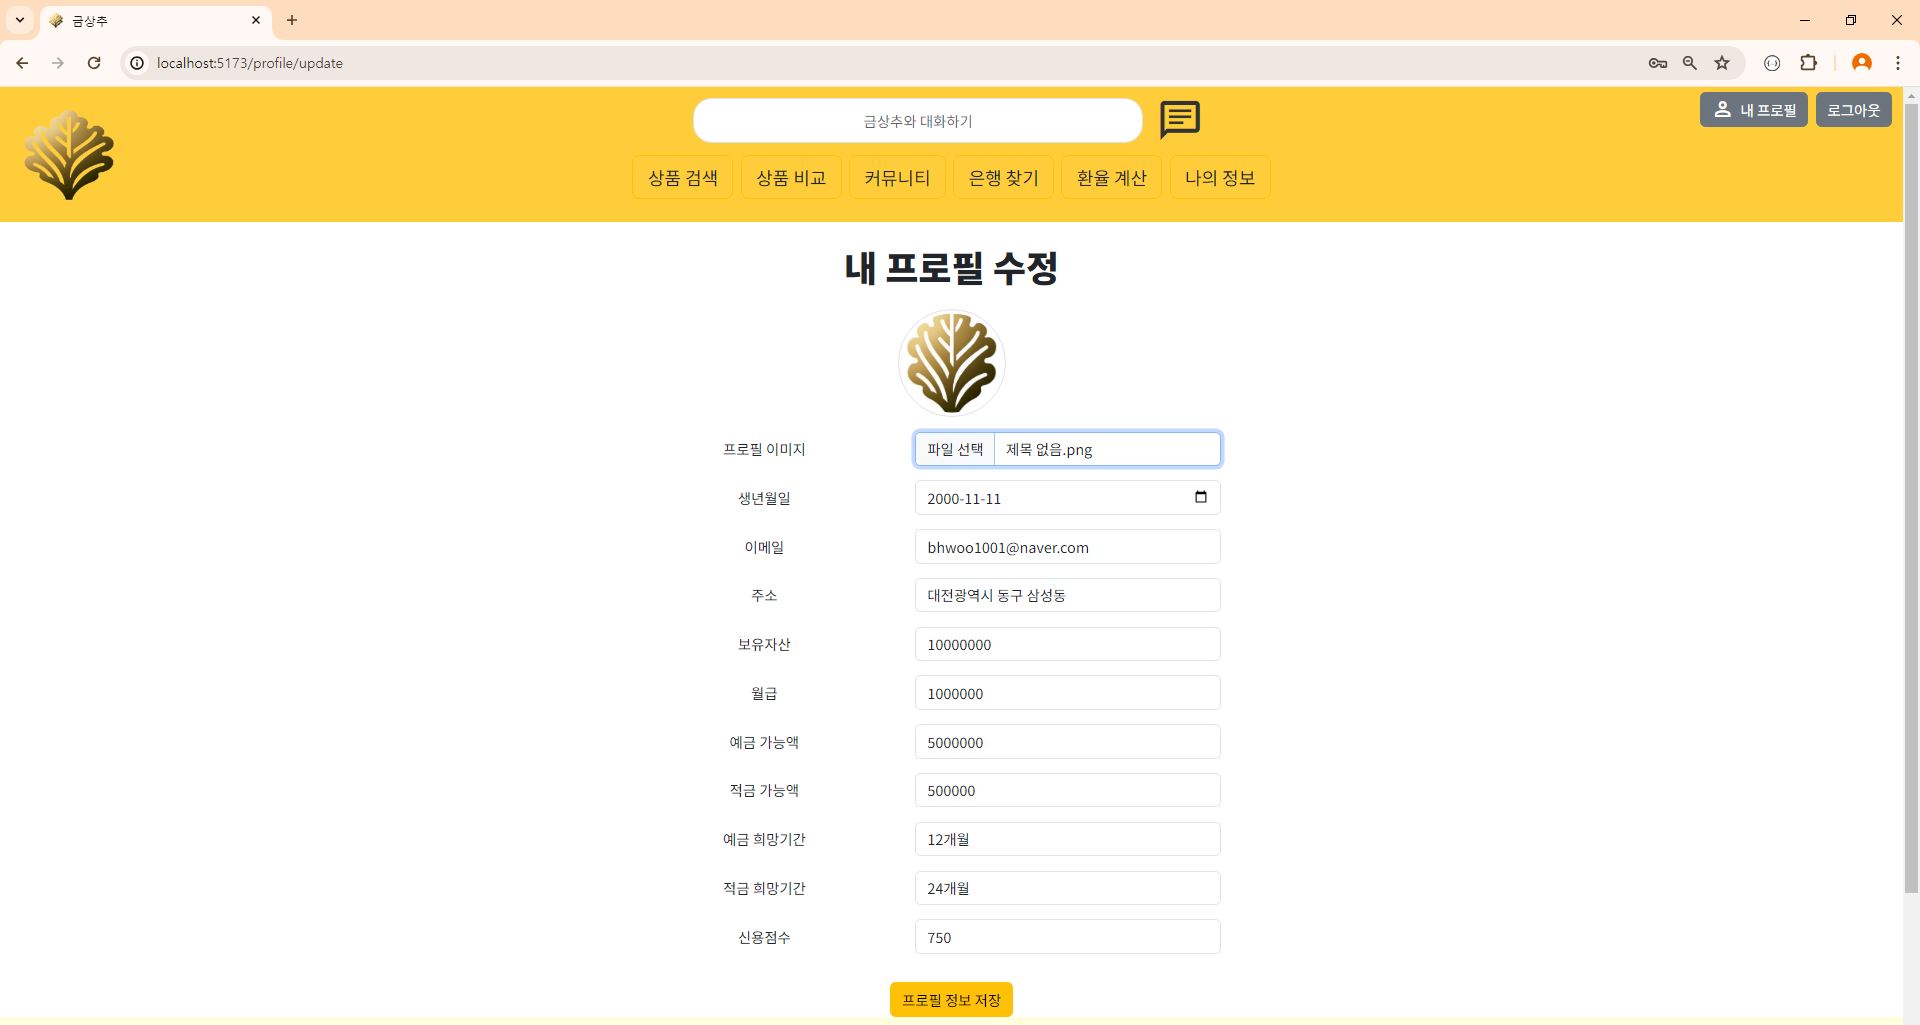 금상추
localhost:5173/profile/update
금상추와 대화하기
내 프로필
로그아웃
상품 검색
상품 비교
커뮤니티
은행 찾기
환율 계산
나의 정보
내 프로필 수정
프로필 이미지
파일 선택
제목 없음.png
생년월일
2000-11-11
이메일
bhwoo1001@naver.com
주소
대전광역시 동구 삼성동
보유자산
10000000
월급
1000000
예금 가능액
5000000
적금 가능액
500000
예금 희망기간
12개월
적금 희망기간
24개월
신용점수
750
프로필 정보 저장